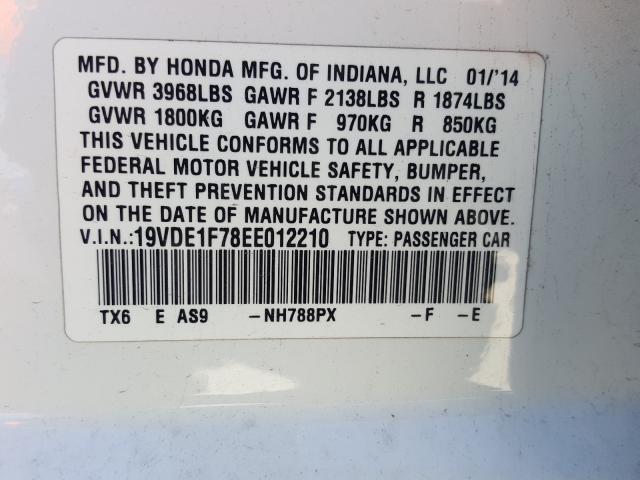 MFD. BY HONDA MFG. OF INDIANA, LLC 01/'14
GVWR 3968LBS GAWR F 2138LBS R 1874LBS
GVWR 1800KG GAWR F 970KG R 850KG
THIS VEHICLE CONFORMS TO ALL APPLICABLE
FEDERAL MOTOR VEHICLE SAFETY, BUMPER,
AND THEFT PREVENTION STANDARDS IN EFFECT
ON THE DATE OF MANUFACTURE SHOWN ABOVE.
V.I.N.:19VDE1F78EE012210 TYPE: PASSENGER CAR
TX6 E AS9 -NH788PX -F -E